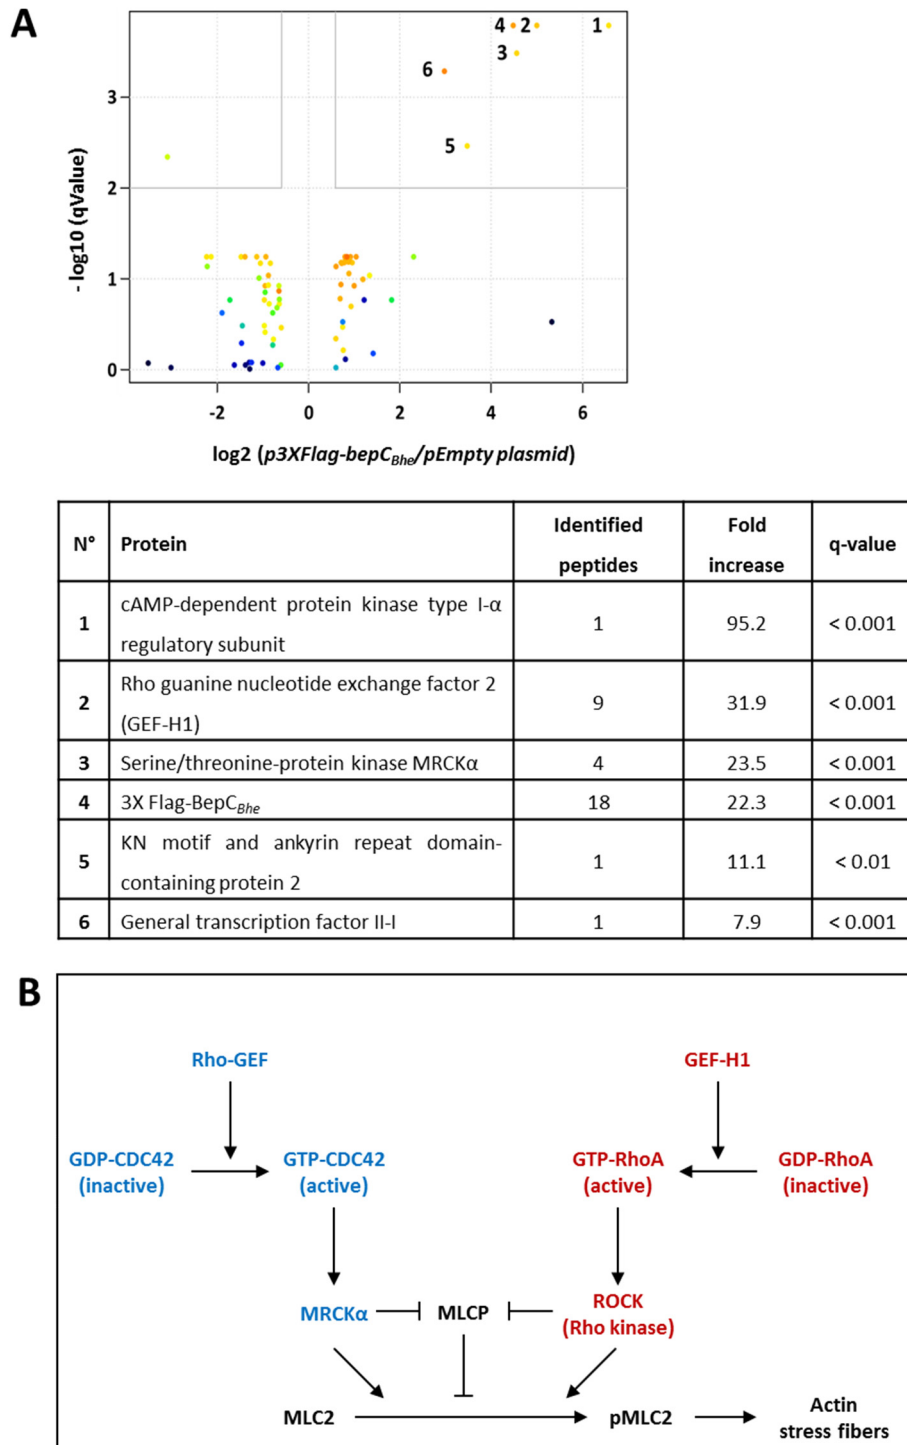 A
4 2 1
3
6
5
3
2
1
0
- log10 (qValue)
-2 0 2 4 6
log2 (p3XFlag-bepCBhe/pEmpty plasmid)
N° Protein Identified peptides Fold increase q-value
1 cAMP-dependent protein kinase type I-α regulatory subunit 1 95.2 < 0.001
2 Rho guanine nucleotide exchange factor 2 (GEF-H1) 9 31.9 < 0.001
3 Serine/threonine-protein kinase MRCKα 4 23.5 < 0.001
4 3X Flag-BepCBhe 18 22.3 < 0.001
5 KN motif and ankyrin repeat domain-containing protein 2 1 11.1 < 0.01
6 General transcription factor II-I 1 7.9 < 0.001
B
Rho-GEF GEF-H1
GDP-CDC42 GTP-CDC42 GTP-RhoA GDP-RhoA
(inactive) (active) (active) (inactive)
MRCKα MLCP ROCK
(Rho kinase)
MLC2 pMLC2 Actin
stress fibers